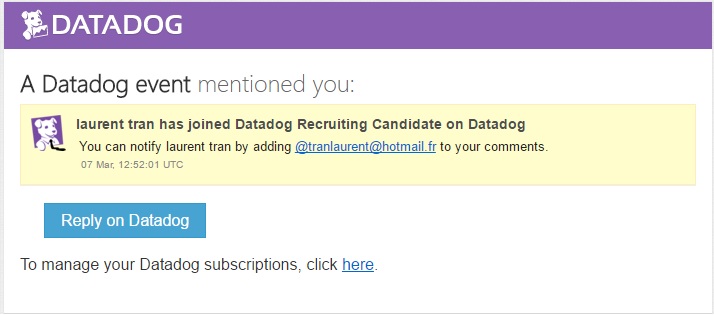 DATADOG
A Datadog event mentioned you:
laurent tran has joined Datadog Recruiting Candidate on Datadog
You can notify laurent tran by adding @tranlaurent@hotmail.fr to your comments.
07 Mar, 12:52:01 UTC
Reply on Datadog
To manage your Datadog subscriptions, click here.